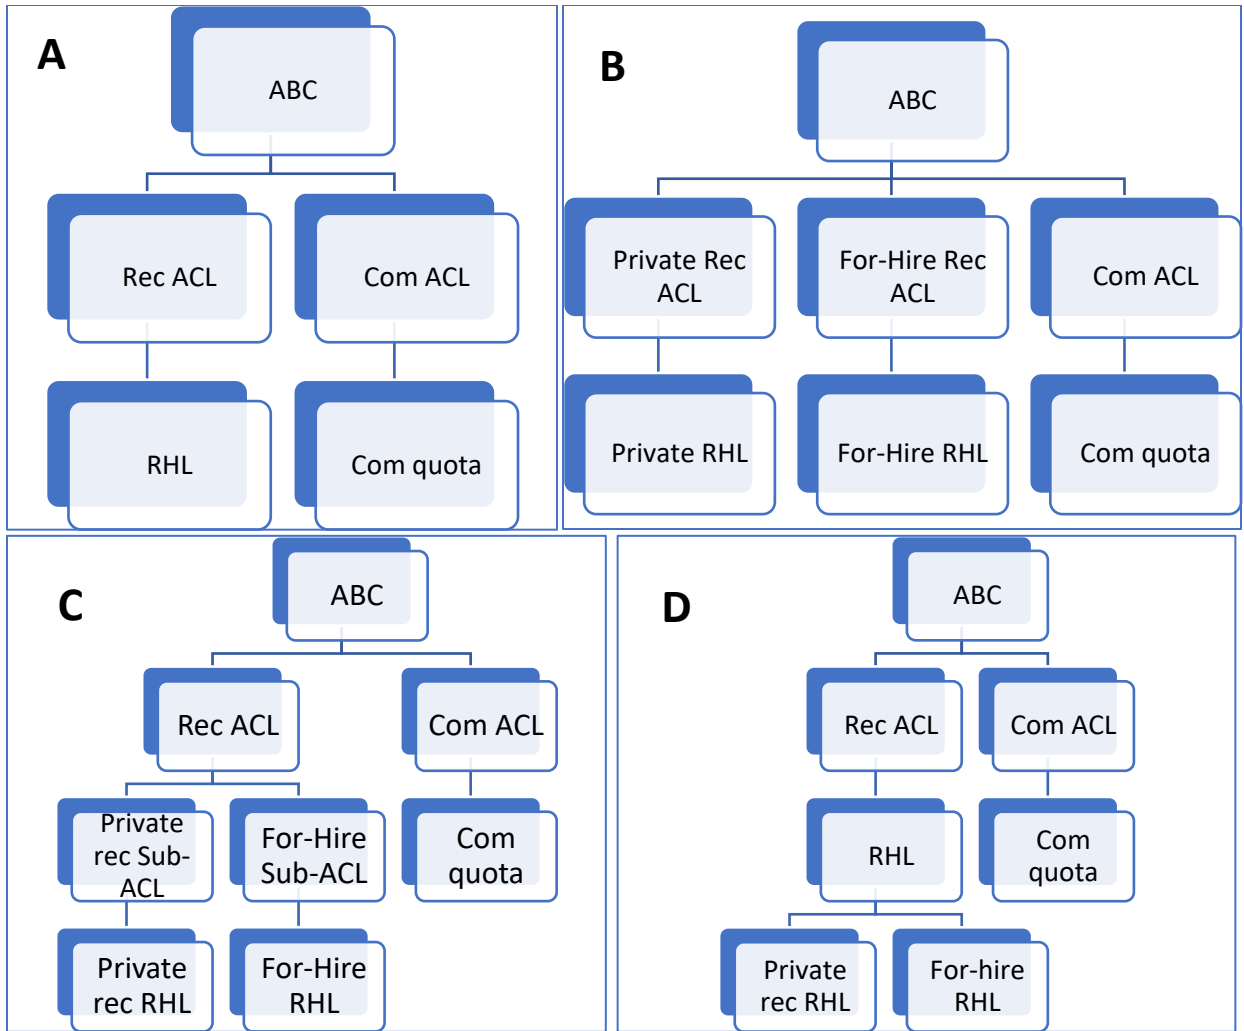 A
ABC
Rec ACL
Com ACL
RHL
Com quota
B
ABC
Private Rec
ACL
For-Hire Rec
ACL
Com ACL
Private RHL
For-Hire RHL
Com quota
C
ABC
Rec ACL
Com ACL
Private
rec Sub-
ACL
For-Hire
Sub-ACL
Com
quota
Private
rec RHL
For-Hire
RHL
D
ABC
Rec ACL
Com ACL
RHL
Com
quota
Private
rec RHL
For-hire
RHL